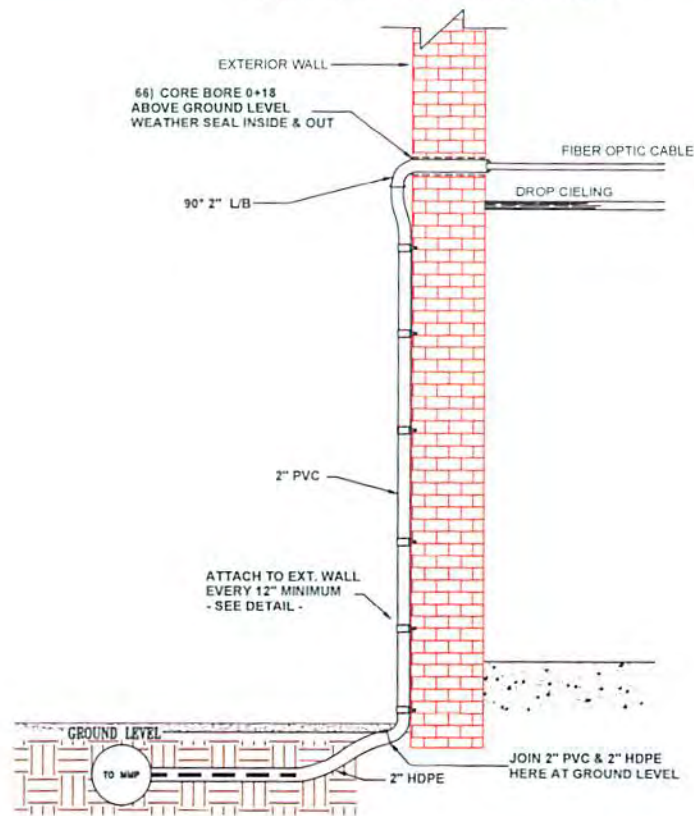 EXTERIOR WALL
66) CORE BORE 0+18
ABOVE GROUND LEVEL
WEATHER SEAL INSIDE & OUT
FIBER OPTIC CABLE
DROP CIELING
90° 2" L/B
2" PVC
ATTACH TO EXT. WALL
EVERY 12" MINIMUM
- SEE DETAIL -
GROUND LEVEL
TO MMP
2" HDPE
JOIN 2" PVC & 2" HDPE
HERE AT GROUND LEVEL